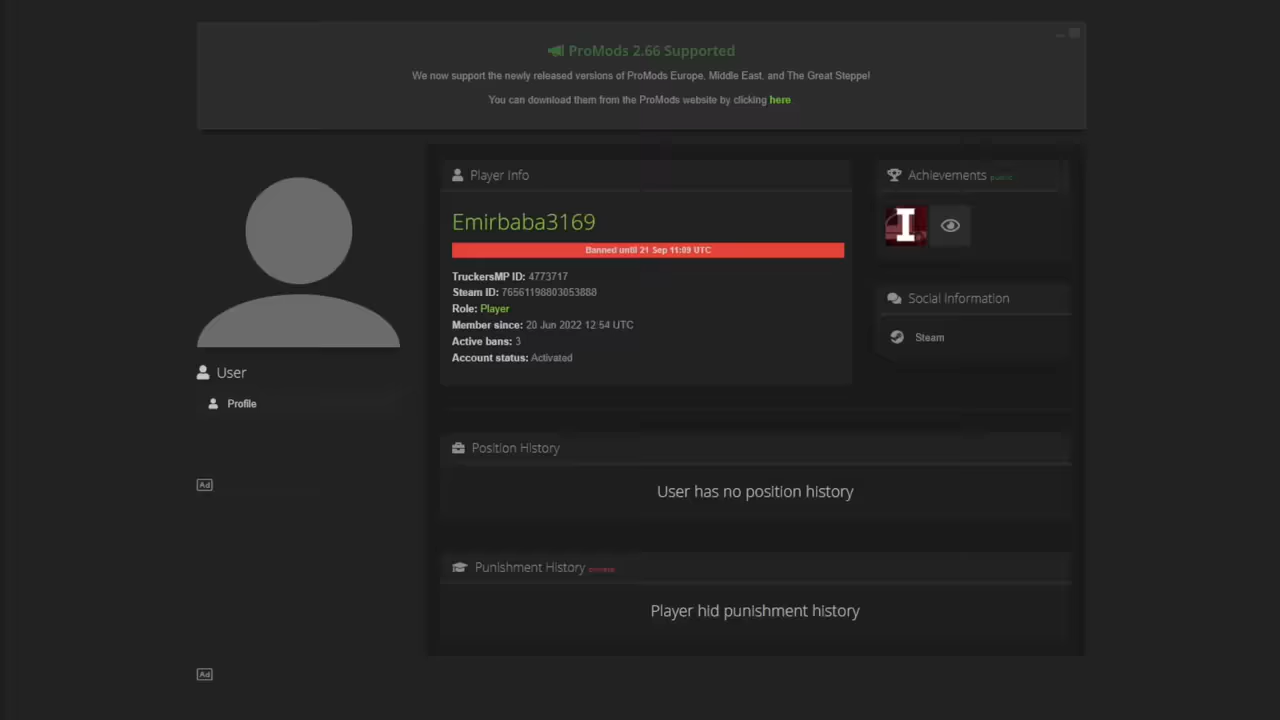 ProMods 2.66 Supported
We now support the newly released versions of ProMods Europe, Middle East, and The Great Steppe!
You can download them from the ProMods website by clicking here
Player Info
Emirbaba3169
Banned until 21 Sep 11:09 UTC
TruckersMP ID: 4773717
Steam ID: 76561198803053888
Role: Player
Member since: 20 Jun 2022 12:54 UTC
Active bans: 3
Account status: Activated
Achievements public
I
Social Information
Steam
User
Profile
Ad
Position History
User has no position history
Punishment History
Player hid punishment history
Ad